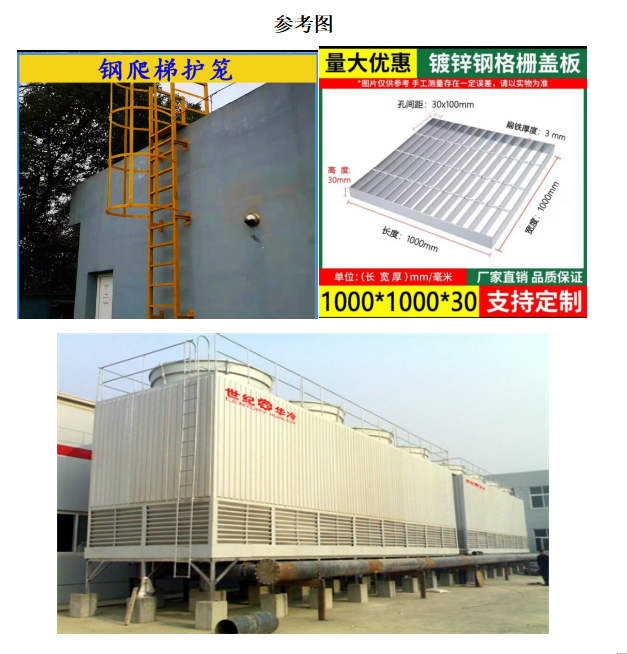 参考图
钢爬梯护笼
量大优惠 镀锌钢格栅盖板
*图片仅供参考 手工测量存在一定误差，请以实物为准
孔间距：30x100mm
扁铁厚度：3 mm
高 度:
30mm
长度：1000mm
宽度：1000mm
单位：（长 宽 厚）mm/毫米
厂家直销 品质保证
1000*1000*30 支持定制
世纪华冷